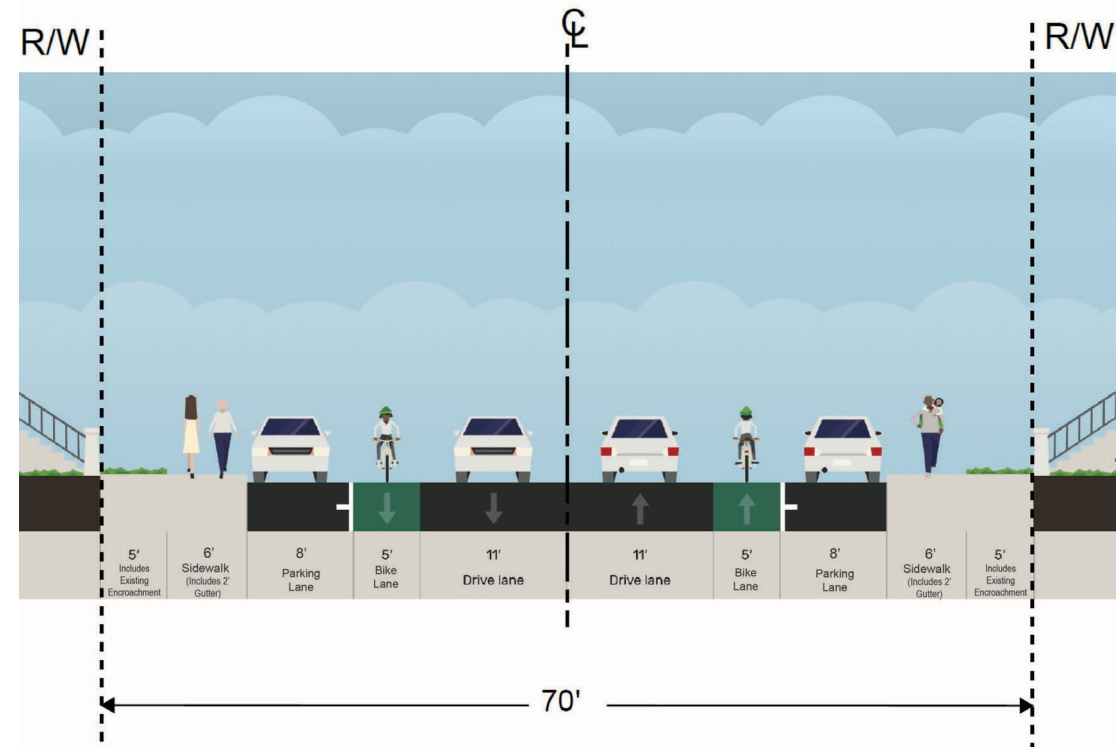 R/W
℄
R/W
5'
Includes
Existing
Encroachment
6'
Sidewalk
(Includes 2'
Gutter)
8'
Parking
Lane
5'
Bike
Lane
11'
Drive lane
11'
Drive lane
5'
Bike
Lane
8'
Parking
Lane
6'
Sidewalk
(Includes 2'
Gutter)
5'
Includes
Existing
Encroachment
70'